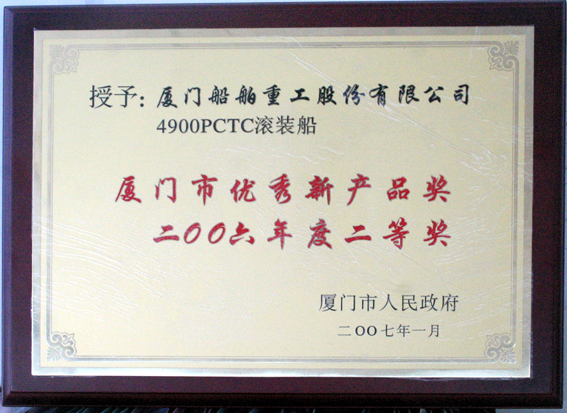 授予：厦门船舶重工股份有限公司
4900PCTC滚装船
厦门市优秀新产品奖
二〇〇六年度二等奖
厦门市人民政府
二〇〇七年一月